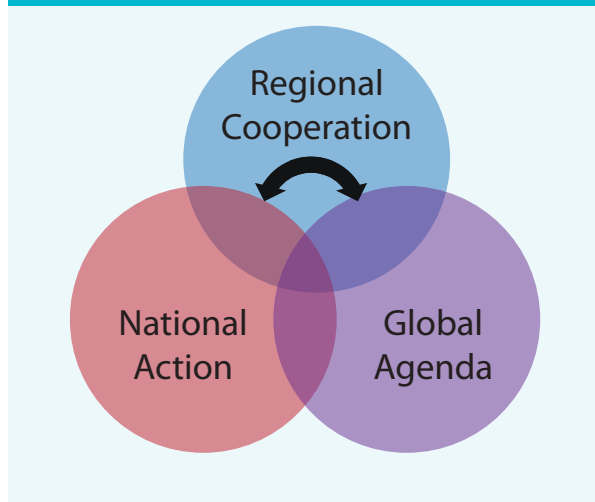 Regional
Cooperation
National
Action
Global
Agenda